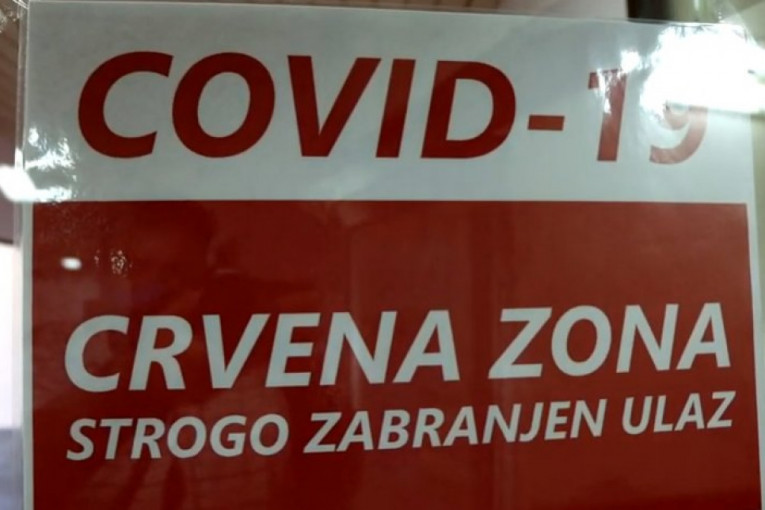 COVID-19
CRVENA ZONA
STROGO ZABRANJEN ULAZ